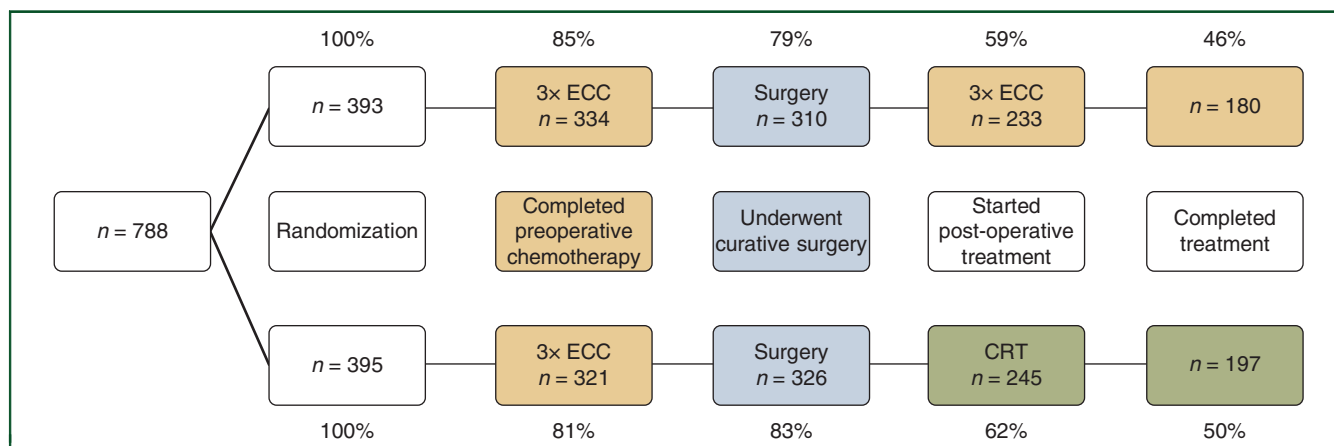 100% 85% 79% 59% 46%
n = 393
3× ECC
n = 334
Surgery
n = 310
3× ECC
n = 233
n = 180
n = 788
Randomization
Completed
preoperative
chemotherapy
Underwent
curative surgery
Started
post-operative
treatment
Completed
treatment
n = 395
3× ECC
n = 321
Surgery
n = 326
CRT
n = 245
n = 197
100% 81% 83% 62% 50%